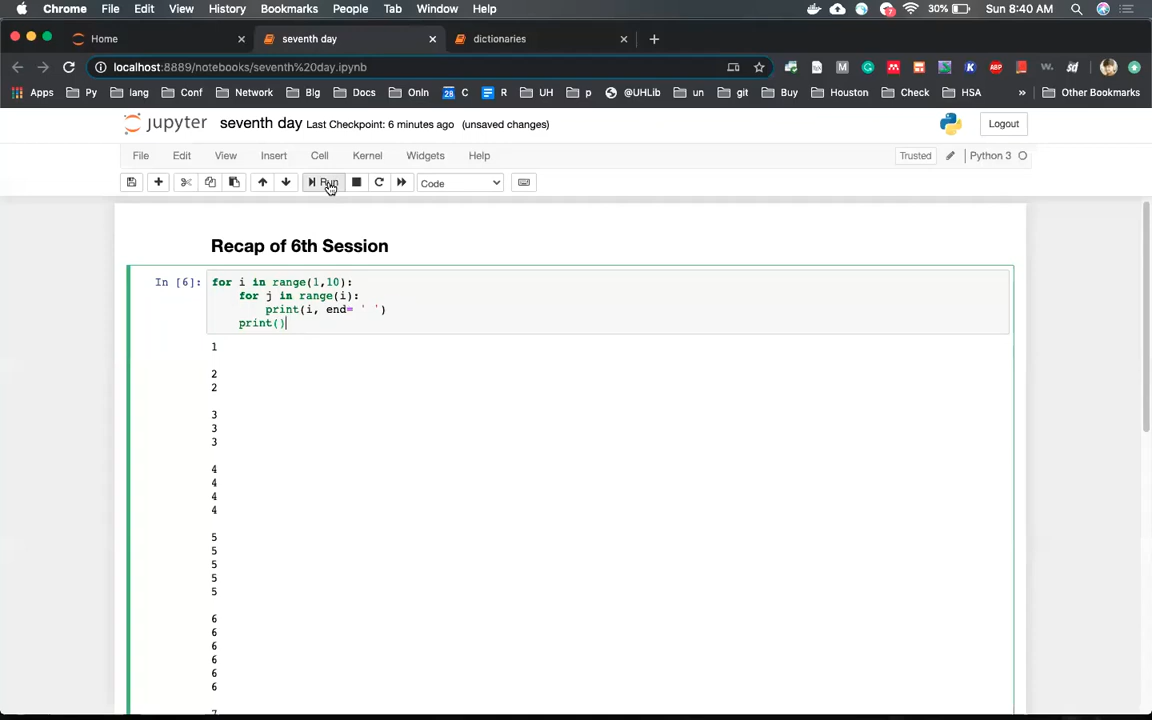 Chrome File Edit View History Bookmarks People Tab Window Help 7 30% Sun 8:40 AM
Home seventh day dictionaries
localhost:8889/notebooks/seventh%20day.ipynb
Apps Py lang Conf Network BIg Docs OnIn 28 C R UH p @UHLib un git Buy Houston Check HSA » Other Bookmarks
jupyter seventh day Last Checkpoint: 6 minutes ago (unsaved changes) Logout
File Edit View Insert Cell Kernel Widgets Help Trusted Python 3
Run Code
Recap of 6th Session
In [6]: for i in range(1,10):
for j in range(i):
print(i, end= ' ')
print()
1
2
2
3
3
3
4
4
4
4
5
5
5
5
5
6
6
6
6
6
6
7